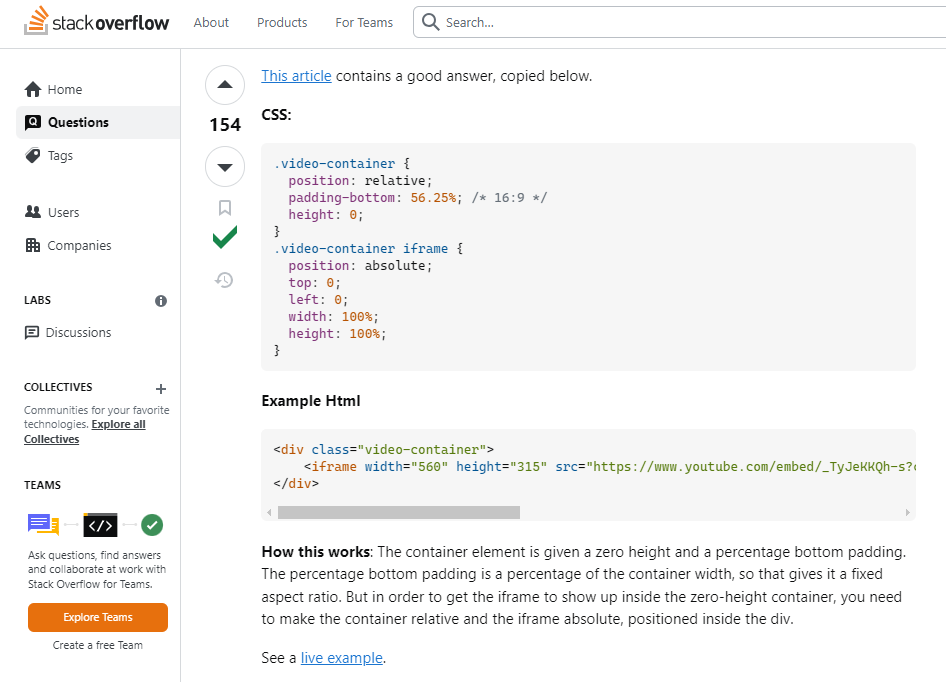 stackoverflow
About
Products
For Teams
Search…
Home
Questions
Tags
Users
Companies
LABS
Discussions
COLLECTIVES
Communities for your favorite
technologies. Explore all
Collectives
TEAMS
Ask questions, find answers
and collaborate at work with
Stack Overflow for Teams.
Explore Teams
Create a free Team
154
This article contains a good answer, copied below.
CSS:
.video-container {
  position: relative;
  padding-bottom: 56.25%; /* 16:9 */
  height: 0;
}
.video-container iframe {
  position: absolute;
  top: 0;
  left: 0;
  width: 100%;
  height: 100%;
}
Example Html
<div class="video-container">
    <iframe width="560" height="315" src="https://www.youtube.com/embed/_TyJeKKQh-s?c
</div>
How this works: The container element is given a zero height and a percentage bottom padding.
The percentage bottom padding is a percentage of the container width, so that gives it a fixed
aspect ratio. But in order to get the iframe to show up inside the zero-height container, you need
to make the container relative and the iframe absolute, positioned inside the div.
See a live example.